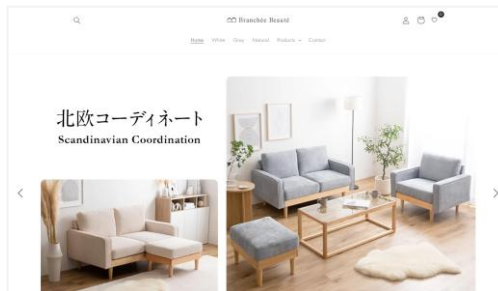 Branchée Beauté
Home White Gray Natural Products Contact
北欧コーディネート
Scandinavian Coordination